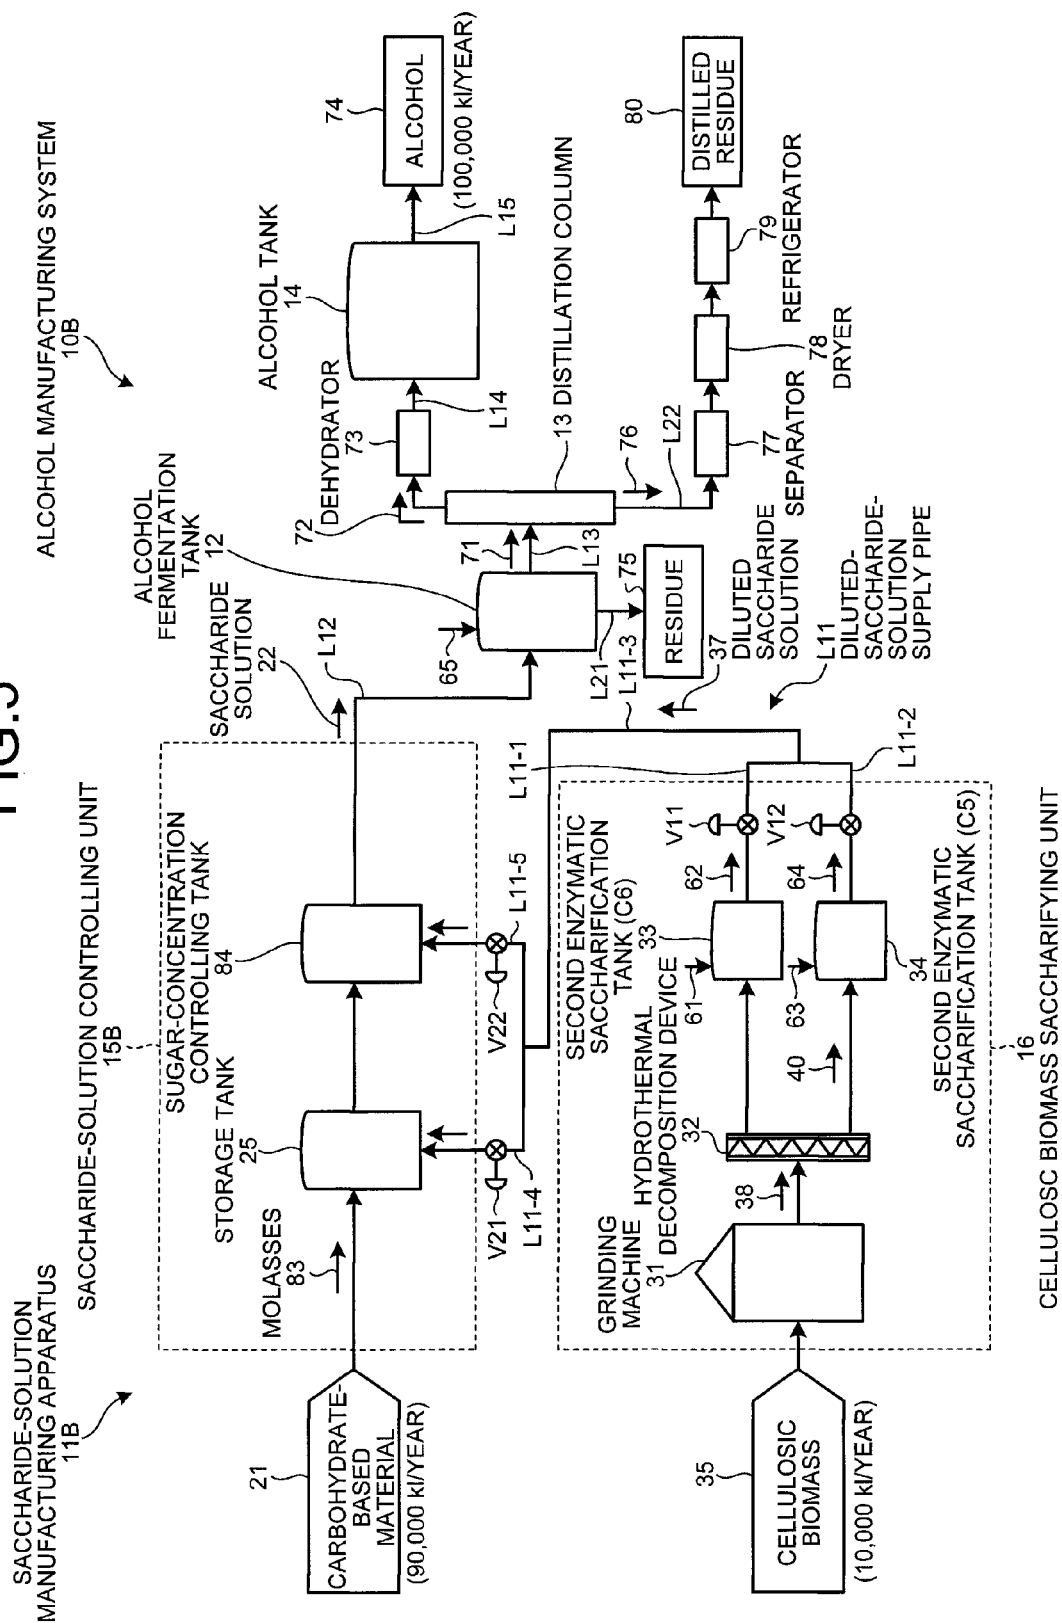 FIG.5
ALCOHOL MANUFACTURING SYSTEM
10B
SACCHARIDE-SOLUTION
MANUFACTURING APPARATUS
11B
SACCHARIDE-SOLUTION CONTROLLING UNIT
15B
21
CARBOHYDRATE-
BASED
MATERIAL
(90,000 kl/YEAR)
MOLASSES
83
STORAGE TANK
25
SUGAR-CONCENTRATION
CONTROLLING TANK
84
V21
L11-4
V22
L11-5
SACCHARIDE
SOLUTION
22
L12
ALCOHOL
FERMENTATION
TANK
12
65
71
L13
L21
75
RESIDUE
72
DEHYDRATOR
73
L14
ALCOHOL TANK
14
L15
74
ALCOHOL
(100,000 kl/YEAR)
13 DISTILLATION COLUMN
76
L22
77
SEPARATOR
78
DRYER
79
REFRIGERATOR
80
DISTILLED
RESIDUE
L11-3
37
DILUTED
SACCHARIDE
SOLUTION
L11
DILUTED-
SACCHARIDE-
SOLUTION
SUPPLY PIPE
L11-1
L11-2
35
CELLULOSIC
BIOMASS
(10,000 kl/YEAR)
GRINDING
MACHINE
31
38
HYDROTHERMAL
DECOMPOSITION DEVICE
32
40
SECOND ENZYMATIC
SACCHARIFICATION
TANK (C6)
33
61
62
V11
63
64
V12
34
SECOND ENZYMATIC
SACCHARIFICATION TANK (C5)
16
CELLULOSC BIOMASS SACCHARIFYING UNIT